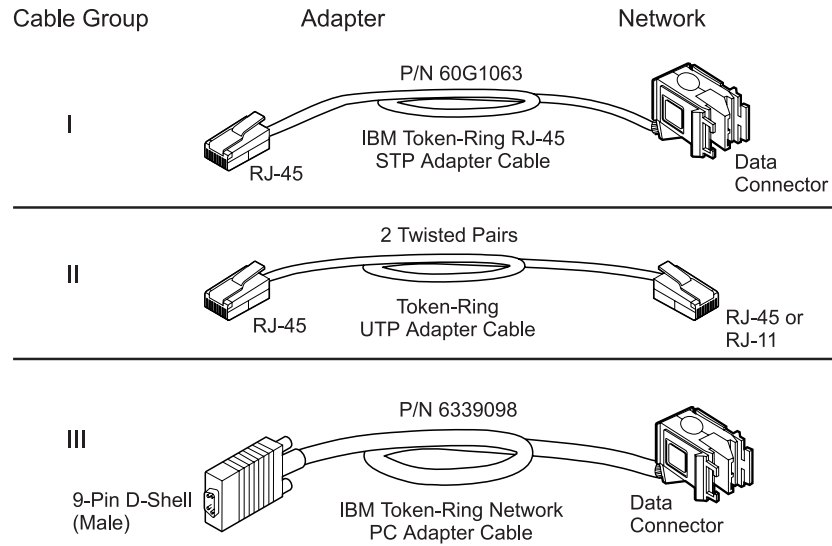 Cable Group Adapter Network
P/N 60G1063
I
IBM Token-Ring RJ-45
STP Adapter Cable
RJ-45
Data
Connector
2 Twisted Pairs
II
Token-Ring
UTP Adapter Cable
RJ-45
RJ-45 or
RJ-11
P/N 6339098
III
9-Pin D-Shell
(Male)
IBM Token-Ring Network
PC Adapter Cable
Data
Connector